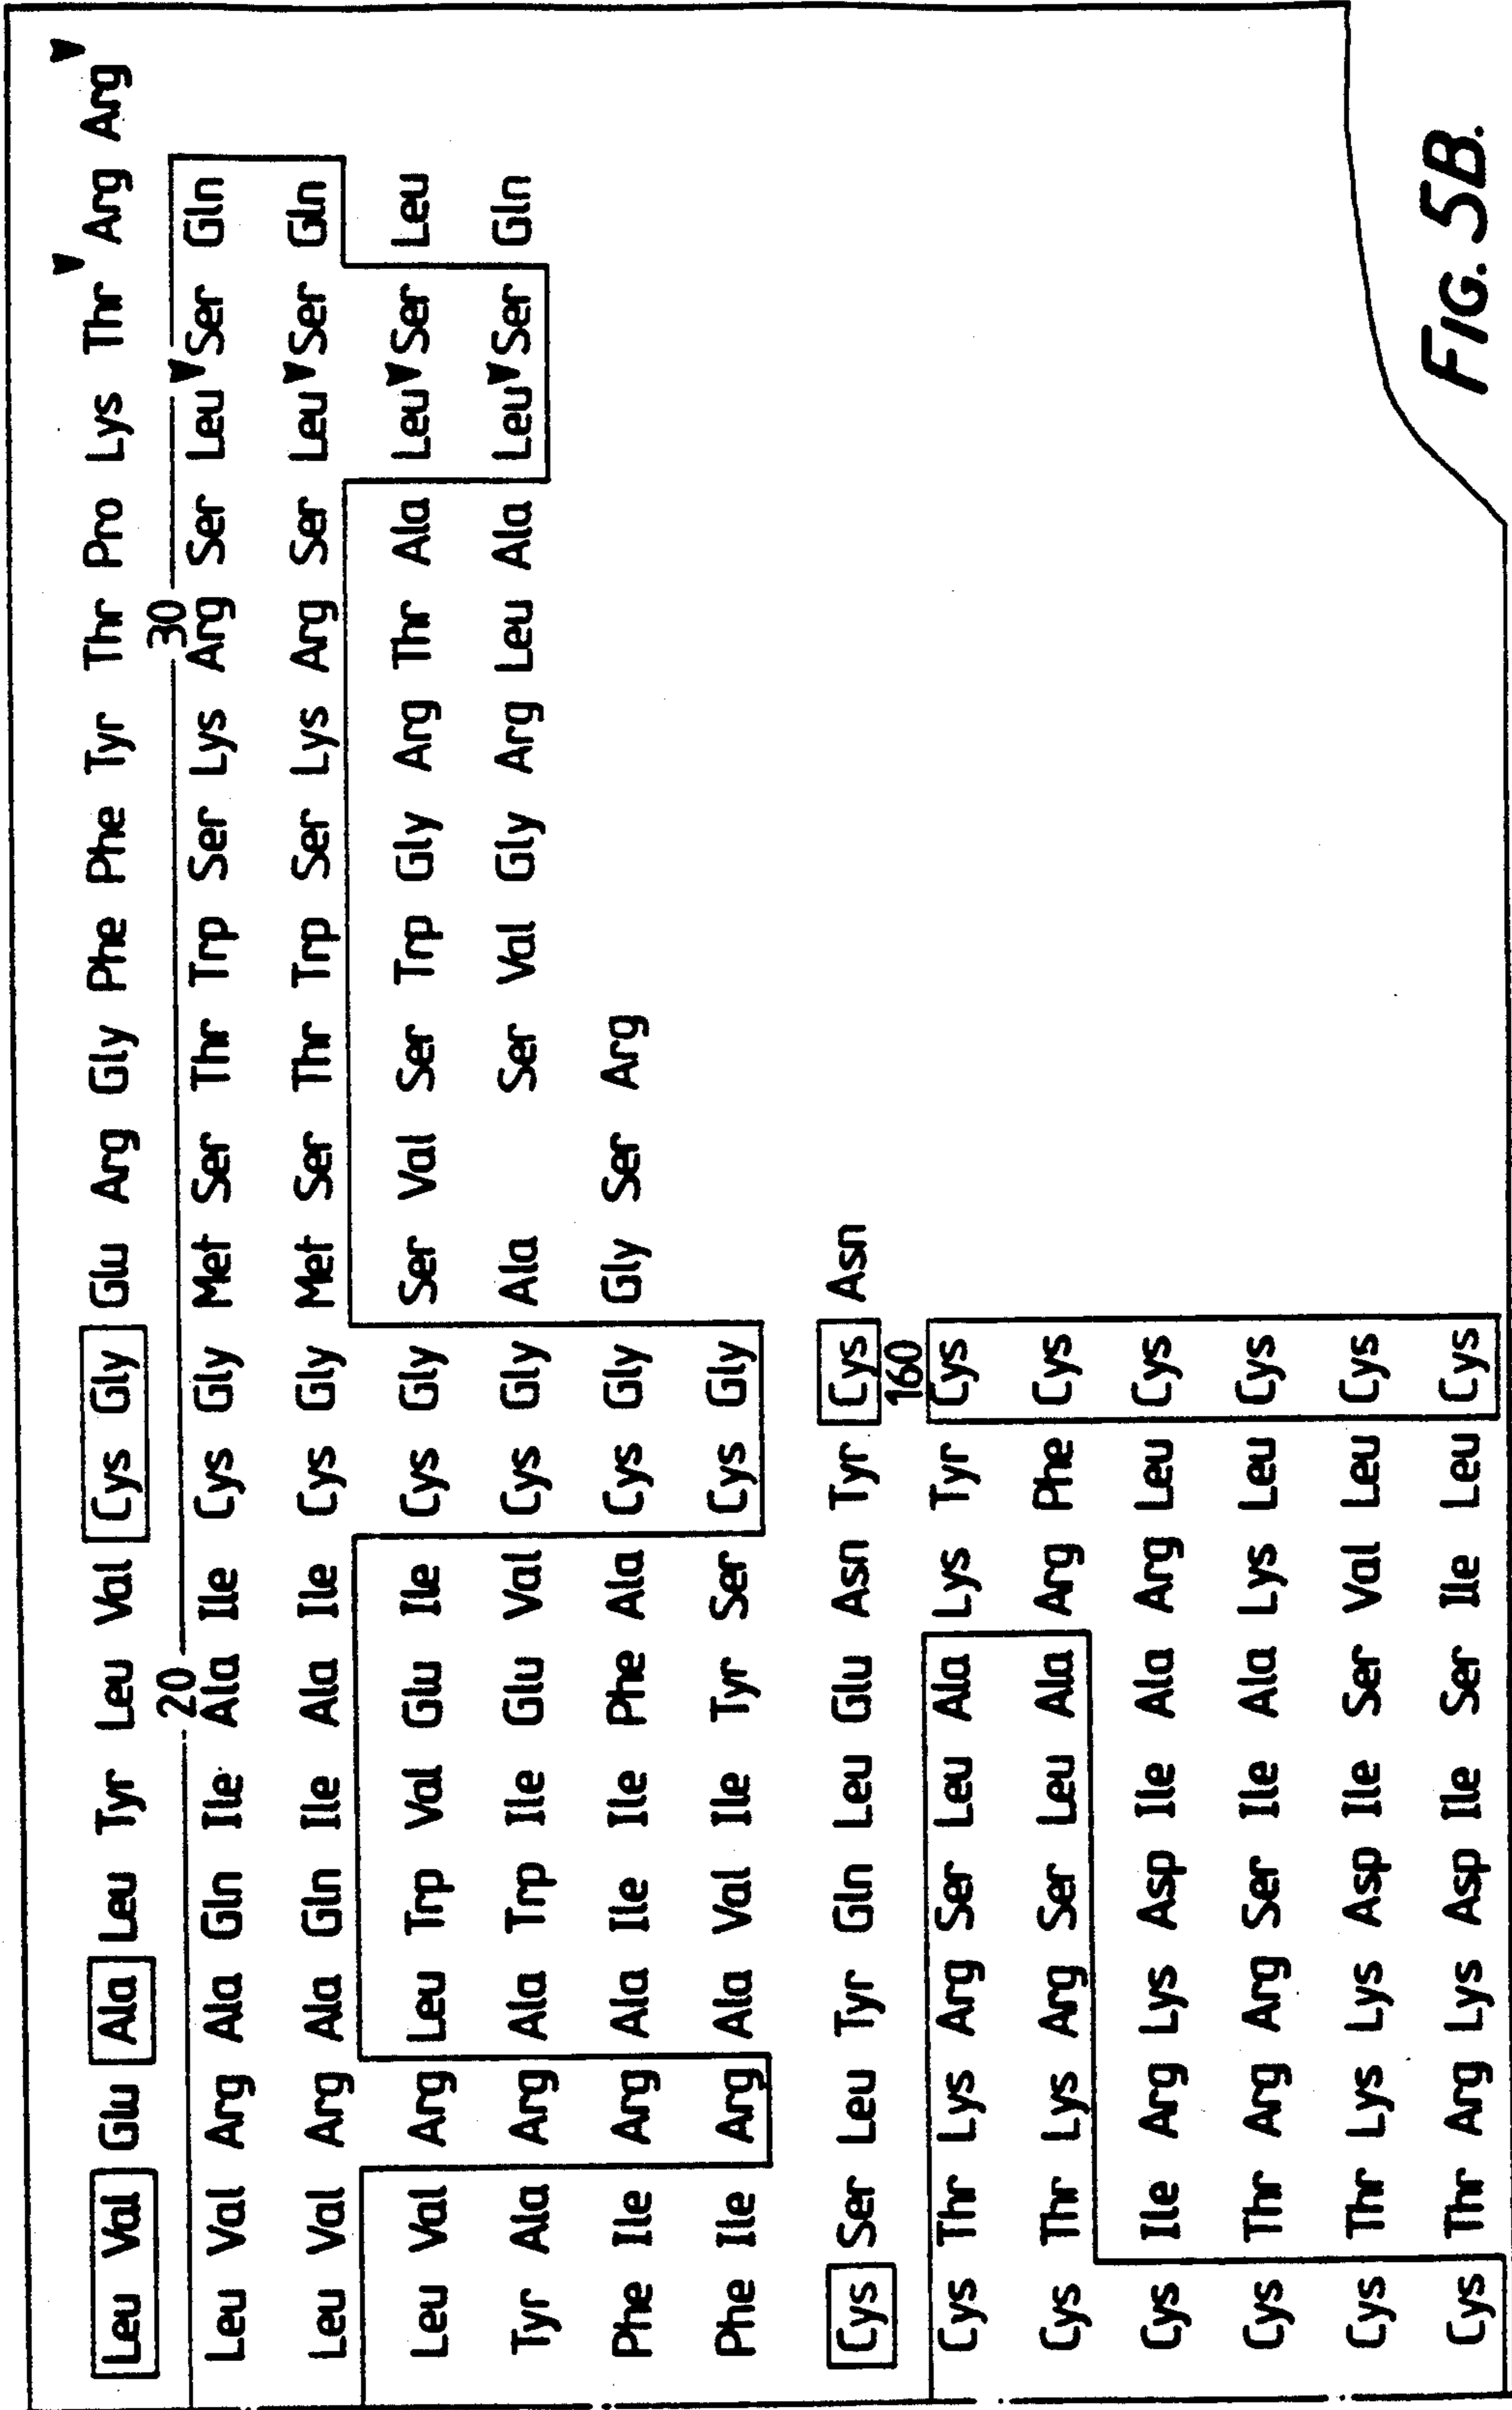 Leu Val Glu Ala Leu Tyr Leu Val Cys Gly Glu Arg Gly Phe Phe Tyr Thr Pro Lys Thr Arg Arg
20 30
Leu Val Arg Ala Gln Ile Ala Ile Cys Gly Met Ser Thr Trp Ser Lys Arg Ser Leu Ser Gln
Leu Val Arg Ala Gln Ile Ala Ile Cys Gly Met Ser Thr Trp Ser Lys Arg Ser Leu Ser Gln
Leu Val Arg Leu Trp Val Glu Ile Cys Gly Ser Val Ser Trp Gly Arg Thr Ala Leu Ser Leu
Tyr Ala Arg Ala Trp Ile Glu Val Cys Gly Ala Ser Val Gly Arg Leu Ala Leu Ser Gln
Phe Ile Arg Ala Ile Ile Phe Ala Cys Gly Gly Ser Arg
Phe Ile Arg Ala Val Ile Tyr Ser Cys Gly
Cys Ser Leu Tyr Gln Leu Glu Asn Tyr Cys Asn
160
Cys Thr Lys Arg Ser Leu Ala Lys Tyr Cys
Cys Thr Lys Arg Ser Leu Ala Arg Phe Cys
Cys Ile Arg Lys Asp Ile Ala Arg Leu Cys
Cys Thr Arg Arg Ser Ile Ala Lys Leu Cys
Cys Thr Lys Lys Asp Ile Ser Val Leu Cys
Cys Thr Arg Lys Asp Ile Ser Ile Leu Cys
FIG. 5B.